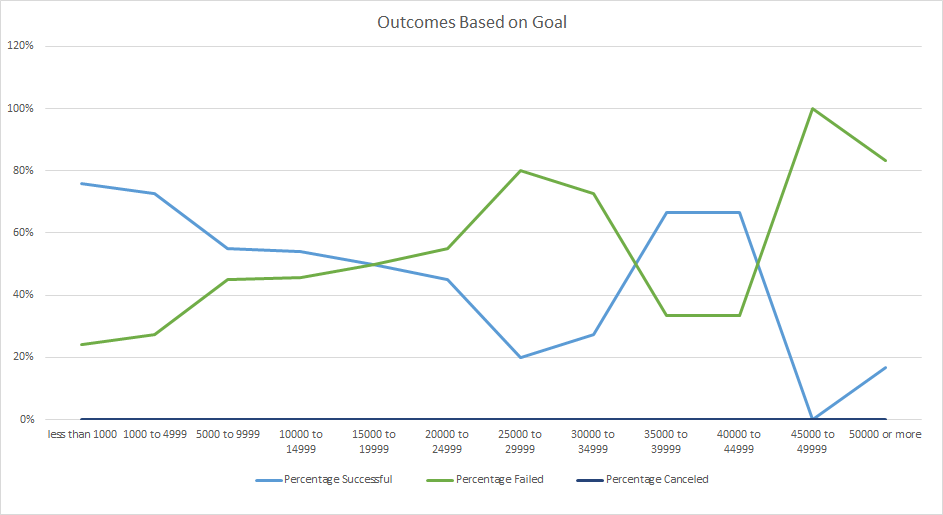 Outcomes Based on Goal
120%
100%
80%
60%
40%
20%
0%
less than 1000
1000 to 4999
5000 to 9999
10000 to
14999
15000 to
19999
20000 to
24999
25000 to
29999
30000 to
34999
35000 to
39999
40000 to
44999
45000 to
49999
50000 or more
Percentage Successful
Percentage Failed
Percentage Canceled